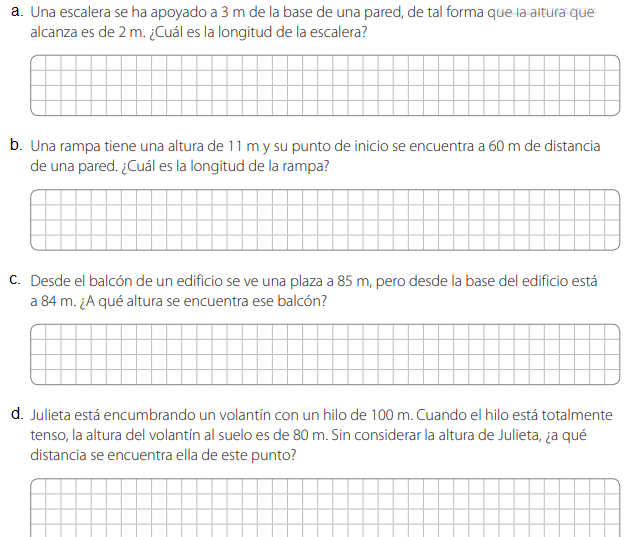 a. Una escalera se ha apoyado a 3 m de la base de una pared, de tal forma que la altura que
alcanza es de 2 m. ¿Cuál es la longitud de la escalera?
b. Una rampa tiene una altura de 11 m y su punto de inicio se encuentra a 60 m de distancia
de una pared. ¿Cuál es la longitud de la rampa?
c. Desde el balcón de un edificio se ve una plaza a 85 m, pero desde la base del edificio está
a 84 m. ¿A qué altura se encuentra ese balcón?
d. Julieta está encumbrando un volantín con un hilo de 100 m. Cuando el hilo está totalmente
tenso, la altura del volantín al suelo es de 80 m. Sin considerar la altura de Julieta, ¿a qué
distancia se encuentra ella de este punto?